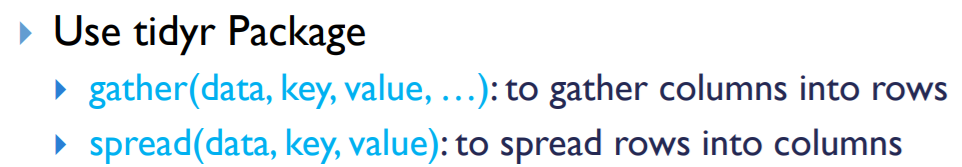 Use tidyr Package
gather(data, key, value, …): to gather columns into rows
spread(data, key, value): to spread rows into columns